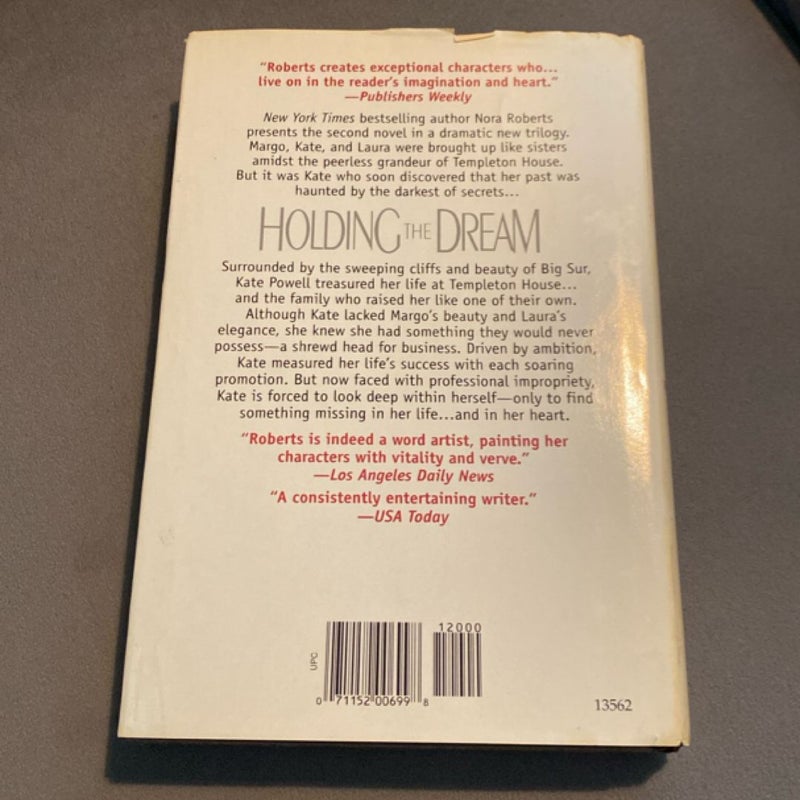 “Roberts creates exceptional characters who...
live on in the reader’s imagination and heart.”
—Publishers Weekly
New York Times bestselling author Nora Roberts
presents the second novel in a dramatic new trilogy.
Margo, Kate, and Laura were brought up like sisters
amidst the peerless grandeur of Templeton House.
But it was Kate who soon discovered that her past was
haunted by the darkest of secrets...
HOLDING THE DREAM
Surrounded by the sweeping cliffs and beauty of Big Sur,
Kate Powell treasured her life at Templeton House...
and the family who raised her like one of their own.
Although Kate lacked Margo’s beauty and Laura’s
elegance, she knew she had something they would never
possess—a shrewd head for business. Driven by ambition,
Kate measured her life’s success with each soaring
promotion. But now faced with professional impropriety,
Kate is forced to look deep within herself—only to find
something missing in her life...and in her heart.
“Roberts is indeed a word artist, painting her
characters with vitality and verve.”
—Los Angeles Daily News
“A consistently entertaining writer.”
—USA Today
UPC
12000
0 71152 00699 8
13562